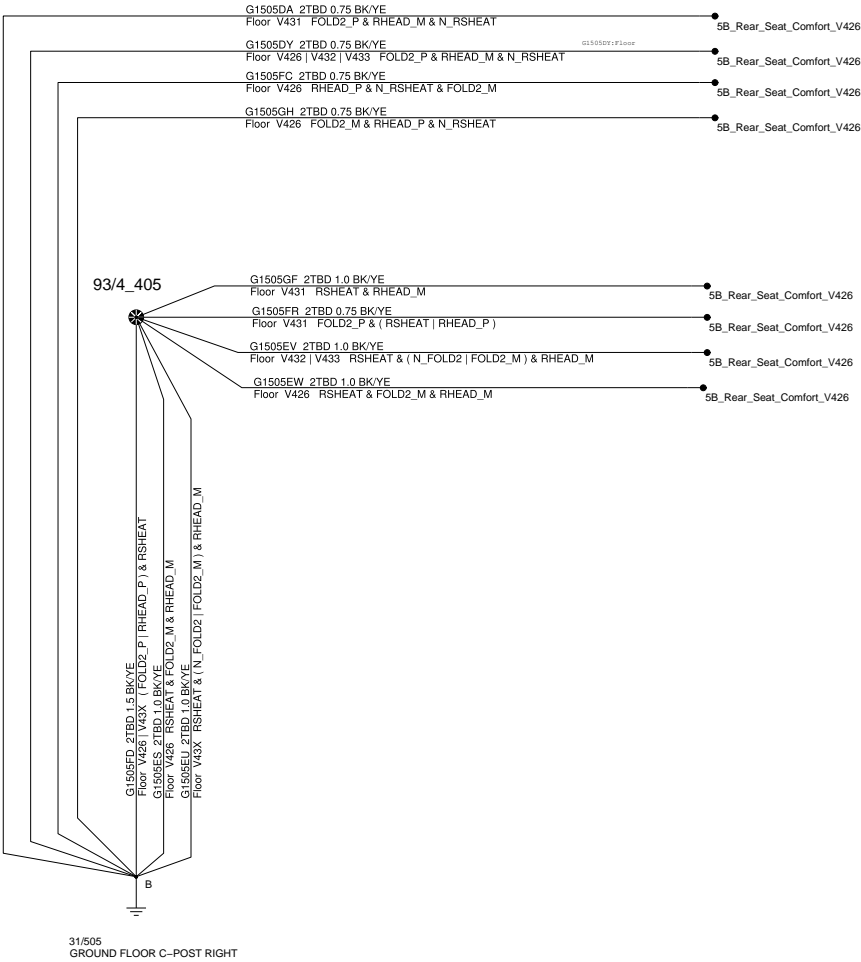 G1505DA 2TBD 0.75 BK/YE
Floor V431 FOLD2_P & RHEAD_M & N_RSHEAT
5B_Rear_Seat_Comfort_V426
G1505DY 2TBD 0.75 BK/YE
G1505DY:Floor
Floor V426 | V432 | V433 FOLD2_P & RHEAD_M & N_RSHEAT
5B_Rear_Seat_Comfort_V426
G1505FC 2TBD 0.75 BK/YE
Floor V426 RHEAD_P & N_RSHEAT & FOLD2_M
5B_Rear_Seat_Comfort_V426
G1505GH 2TBD 0.75 BK/YE
Floor V426 FOLD2_M & RHEAD_P & N_RSHEAT
5B_Rear_Seat_Comfort_V426
93/4_405
G1505GF 2TBD 1.0 BK/YE
Floor V431 RSHEAT & RHEAD_M
5B_Rear_Seat_Comfort_V426
G1505FR 2TBD 0.75 BK/YE
Floor V431 FOLD2_P & ( RSHEAT | RHEAD_P )
5B_Rear_Seat_Comfort_V426
G1505EV 2TBD 1.0 BK/YE
Floor V432 | V433 RSHEAT & ( N_FOLD2 | FOLD2_M ) & RHEAD_M
5B_Rear_Seat_Comfort_V426
G1505EW 2TBD 1.0 BK/YE
Floor V426 RSHEAT & FOLD2_M & RHEAD_M
5B_Rear_Seat_Comfort_V426
G1505FD 2TBD 1.5 BK/YE
Floor V426 | V43X ( FOLD2_P | RHEAD_P ) & RSHEAT
G1505ES 2TBD 1.0 BK/YE
Floor V426 RSHEAT & FOLD2_M & RHEAD_M
G1505EU 2TBD 1.0 BK/YE
Floor V43X RSHEAT & ( N_FOLD2 | FOLD2_M ) & RHEAD_M
B
31/505
GROUND FLOOR C−POST RIGHT